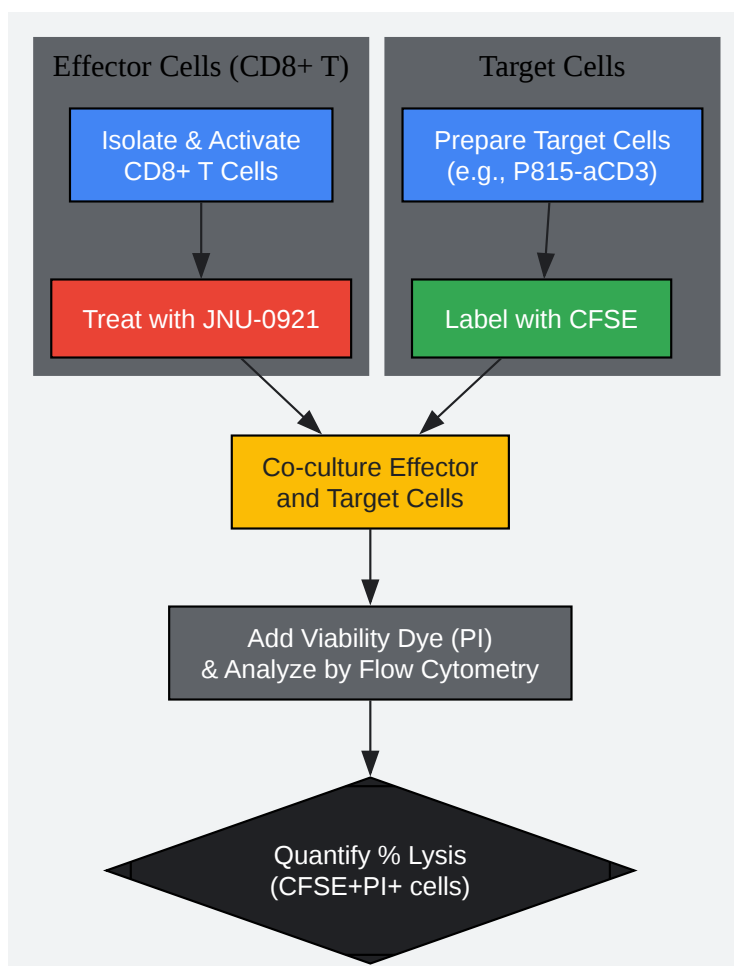 Effector Cells (CD8+ T)
Isolate & Activate
CD8+ T Cells
Treat with JNU-0921
Target Cells
Prepare Target Cells
(e.g., P815-aCD3)
Label with CFSE
Co-culture Effector
and Target Cells
Add Viability Dye (PI)
& Analyze by Flow Cytometry
Quantify % Lysis
(CFSE+PI+ cells)